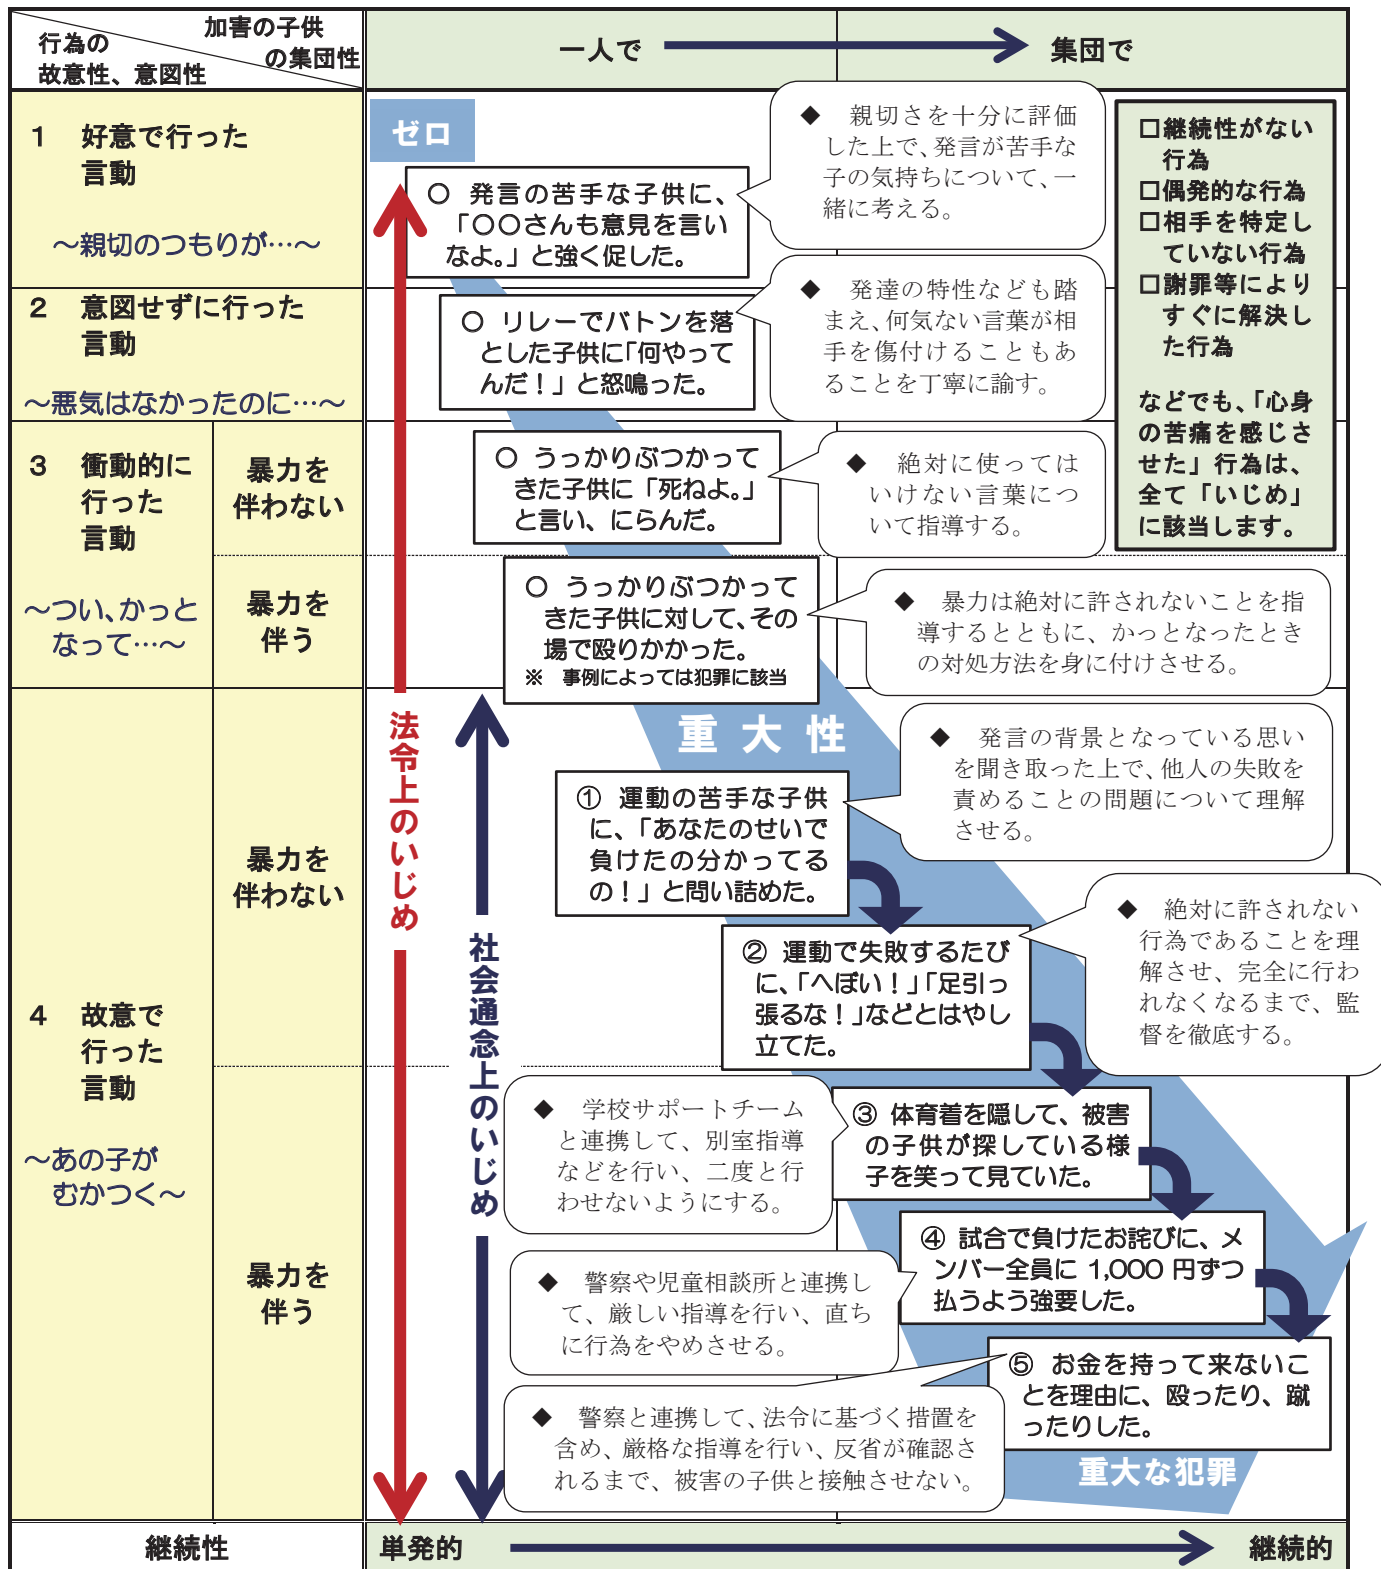 加害の子供
の集団性
行為の
故意性、意図性
一人で
集団で
1 好意で行った
言動
～親切のつもりが…～
ゼロ
○ 発言の苦手な子供に、
「○○さんも意見を言い
なよ。」と強く促した。
◆ 親切さを十分に評価
した上で、発言が苦手な
子の気持ちについて、一
緒に考える。
□継続性がない
行為
□偶発的な行為
□相手を特定し
ていない行為
□謝罪等により
すぐに解決し
た行為
などでも、「心身
の苦痛を感じさ
せた」行為は、
全て「いじめ」
に該当します。
2 意図せずに行った
言動
～悪気はなかったのに…～
○ リレーでバトンを落
とした子供に「何やって
んだ！」と怒鳴った。
◆ 発達の特性なども踏
まえ、何気ない言葉が相
手を傷付けることもあ
ることを丁寧に諭す。
3 衝動的に
行った
言動
～つい、かっと
なって…～
暴力を
伴わない
○ うっかりぶつかって
きた子供に「死ねよ。」
と言い、にらんだ。
◆ 絶対に使っては
いけない言葉につ
いて指導する。
暴力を
伴う
○ うっかりぶつかって
きた子供に対して、その
場で殴りかかった。
※ 事例によっては犯罪に該当
◆ 暴力は絶対に許されないことを指
導するとともに、かっとなったとき
の対処方法を身に付けさせる。
法令上のいじめ
社会通念上のいじめ
重大性
4 故意で
行った
言動
～あの子が
むかつく～
暴力を
伴わない
① 運動の苦手な子供
に、「あなたのせいで
負けたの分かってる
の！」と問い詰めた。
◆ 発言の背景となっている思い
を聞き取った上で、他人の失敗を
責めることの問題について理解
させる。
② 運動で失敗するたび
に、「へぼい！」「足引っ
張るな！」などとはやし
立てた。
◆ 絶対に許されない
行為であることを理
解させ、完全に行わ
れなくなるまで、監
督を徹底する。
暴力を
伴う
◆ 学校サポートチーム
と連携して、別室指導
などを行い、二度と行
わせないようにする。
③ 体育着を隠して、被害
の子供が探している様
子を笑って見ていた。
④ 試合で負けたお詫びに、メ
ンバー全員に 1,000 円ずつ
払うよう強要した。
◆ 警察や児童相談所と連携し
て、厳しい指導を行い、直ち
に行為をやめさせる。
⑤ お金を持って来ないこ
とを理由に、殴ったり、蹴
ったりした。
◆ 警察と連携して、法令に基づく措置を
含め、厳格な指導を行い、反省が確認さ
れるまで、被害の子供と接触させない。
重大な犯罪
継続性
単発的
継続的